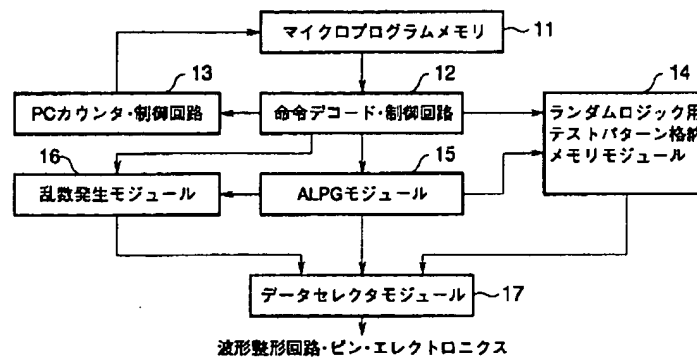 マイクロプログラムメモリ
11
13
12
14
PCカウンタ・制御回路
命令デコード・制御回路
ランダムロジック用
テストパターン格納
メモリモジュール
16
15
乱数発生モジュール
ALPGモジュール
データセレクタモジュール
17
波形整形回路・ピン・エレクトロニクス